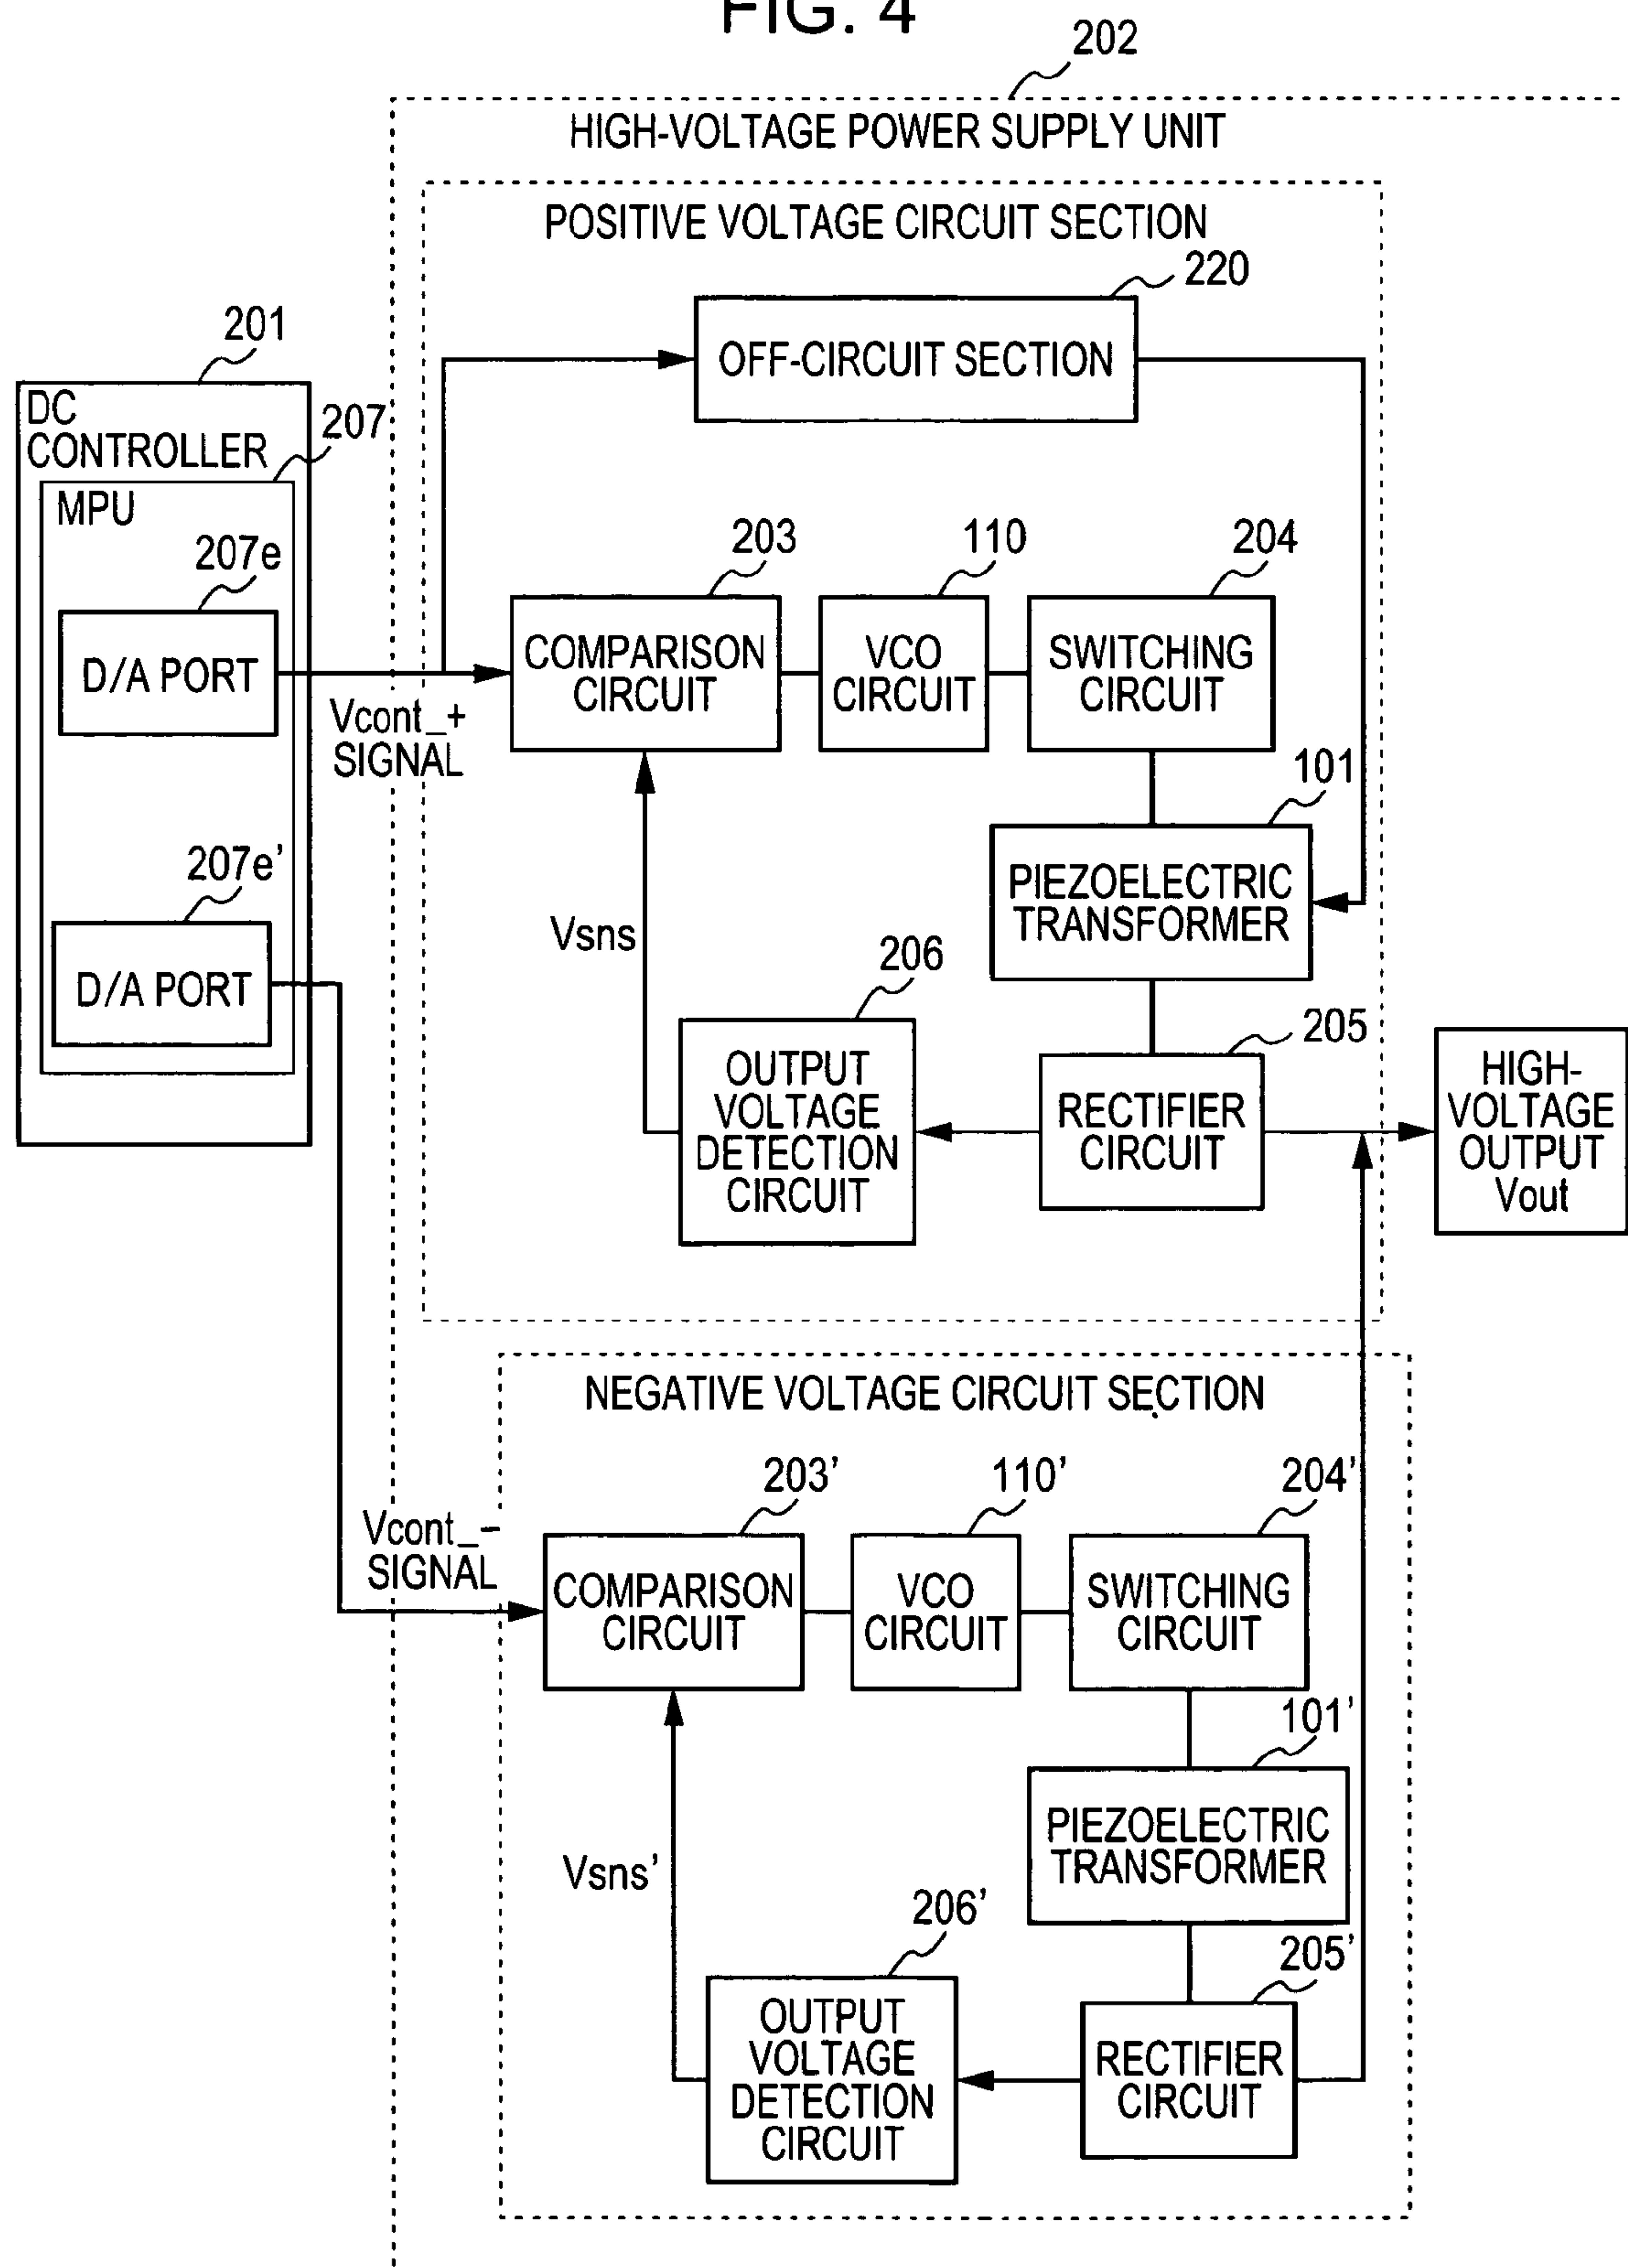 FIG. 4
202
HIGH-VOLTAGE POWER SUPPLY UNIT
POSITIVE VOLTAGE CIRCUIT SECTION
220
OFF-CIRCUIT SECTION
201
DC
CONTROLLER
207
MPU
207e
D/A PORT
Vcont_+
SIGNAL
207e'
D/A PORT
203
COMPARISON
CIRCUIT
110
VCO
CIRCUIT
204
SWITCHING
CIRCUIT
101
PIEZOELECTRIC
TRANSFORMER
Vsns
206
OUTPUT
VOLTAGE
DETECTION
CIRCUIT
205
RECTIFIER
CIRCUIT
HIGH-
VOLTAGE
OUTPUT
Vout
NEGATIVE VOLTAGE CIRCUIT SECTION
Vcont_-
SIGNAL
203'
COMPARISON
CIRCUIT
110'
VCO
CIRCUIT
204'
SWITCHING
CIRCUIT
101'
PIEZOELECTRIC
TRANSFORMER
Vsns'
206'
OUTPUT
VOLTAGE
DETECTION
CIRCUIT
205'
RECTIFIER
CIRCUIT